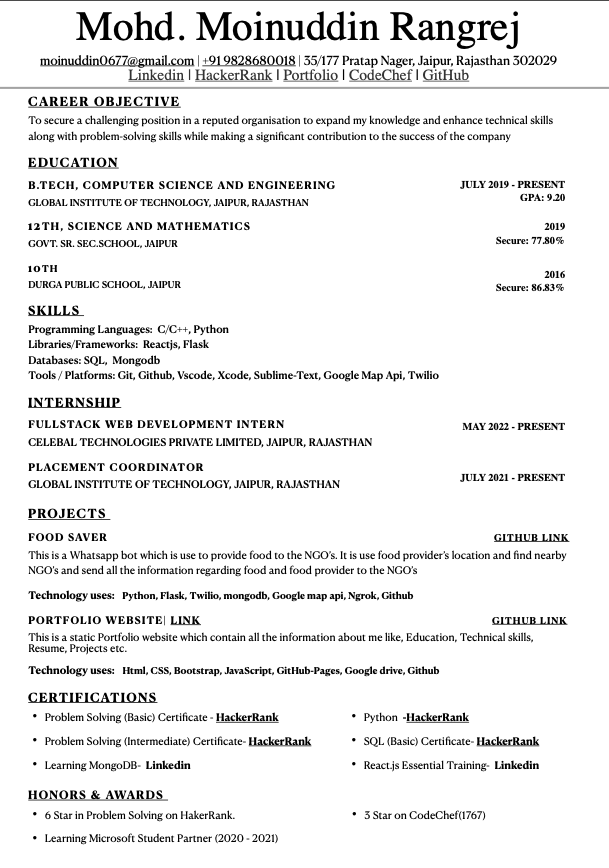 Mohd. Moinuddin Rangrej
moinuddin0677@gmail.com | +91 9828680018 | 35/177 Pratap Nager, Jaipur, Rajasthan 302029
Linkedin | HackerRank | Portfolio | CodeChef | GitHub
CAREER OBJECTIVE
To secure a challenging position in a reputed organisation to expand my knowledge and enhance technical skills
along with problem-solving skills while making a significant contribution to the success of the company
EDUCATION
B.TECH, COMPUTER SCIENCE AND ENGINEERING JULY 2019 - PRESENT
GLOBAL INSTITUTE OF TECHNOLOGY, JAIPUR, RAJASTHAN GPA: 9.20
12TH, SCIENCE AND MATHEMATICS 2019
GOVT. SR. SEC.SCHOOL, JAIPUR Secure: 77.80%
10TH 2016
DURGA PUBLIC SCHOOL, JAIPUR Secure: 86.83%
SKILLS
Programming Languages: C/C++, Python
Libraries/Frameworks: Reactjs, Flask
Databases: SQL, Mongodb
Tools / Platforms: Git, Github, Vscode, Xcode, Sublime-Text, Google Map Api, Twilio
INTERNSHIP
FULLSTACK WEB DEVELOPMENT INTERN MAY 2022 - PRESENT
CELEBAL TECHNOLOGIES PRIVATE LIMITED, JAIPUR, RAJASTHAN
PLACEMENT COORDINATOR JULY 2021 - PRESENT
GLOBAL INSTITUTE OF TECHNOLOGY, JAIPUR, RAJASTHAN
PROJECTS
FOOD SAVER GITHUB LINK
This is a Whatsapp bot which is use to provide food to the NGO's. It is use food provider's location and find nearby
NGO's and send all the information regarding food and food provider to the NGO's
Technology uses: Python, Flask, Twilio, mongodb, Google map api, Ngrok, Github
PORTFOLIO WEBSITE| LINK GITHUB LINK
This is a static Portfolio website which contain all the information about me like, Education, Technical skills,
Resume, Projects etc.
Technology uses: Html, CSS, Bootstrap, JavaScript, GitHub-Pages, Google drive, Github
CERTIFICATIONS
• Problem Solving (Basic) Certificate - HackerRank • Python -HackerRank
• Problem Solving (Intermediate) Certificate- HackerRank • SQL (Basic) Certificate- HackerRank
• Learning MongoDB- Linkedin • React.js Essential Training- Linkedin
HONORS & AWARDS
• 6 Star in Problem Solving on HakerRank. • 3 Star on CodeChef(1767)
• Learning Microsoft Student Partner (2020 - 2021)